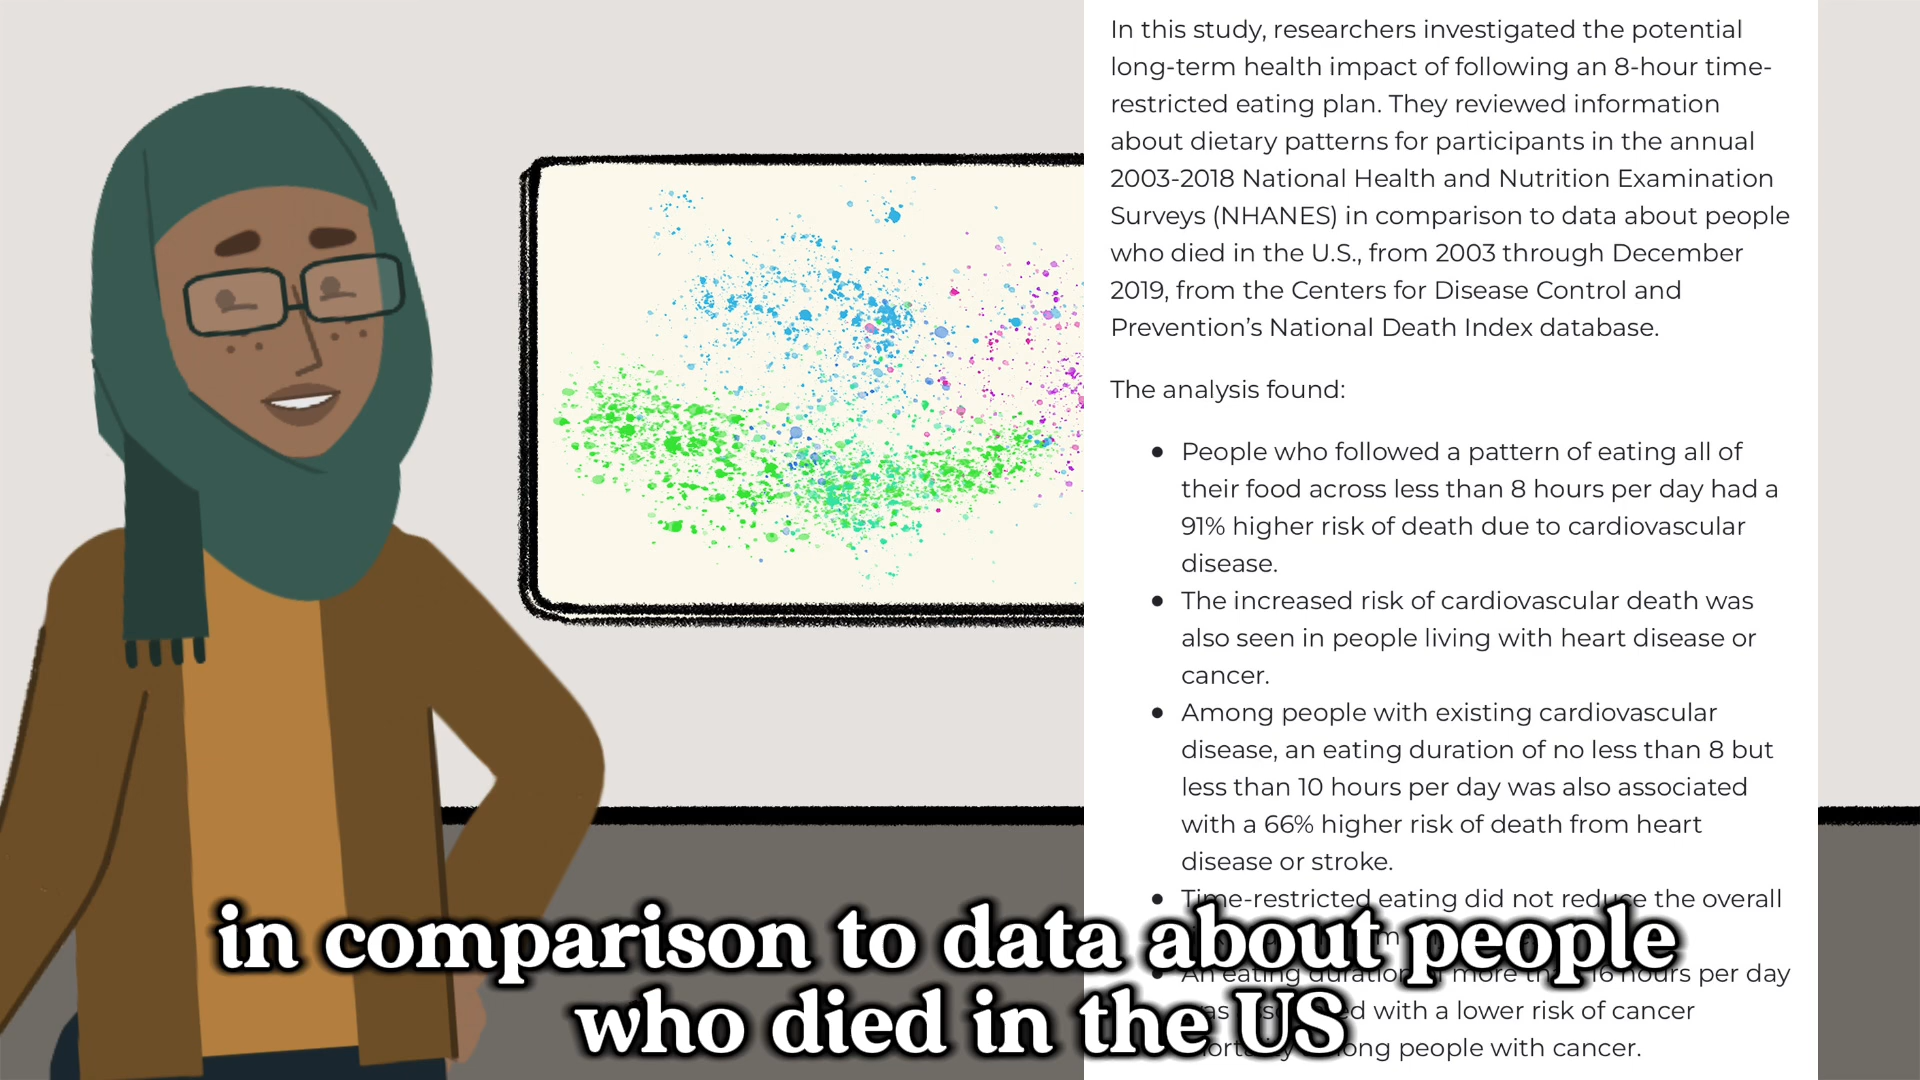 In this study, researchers investigated the potential
long-term health impact of following an 8-hour time-
restricted eating plan. They reviewed information
about dietary patterns for participants in the annual
2003-2018 National Health and Nutrition Examination
Surveys (NHANES) in comparison to data about people
who died in the U.S., from 2003 through December
2019, from the Centers for Disease Control and
Prevention’s National Death Index database.
The analysis found:
● People who followed a pattern of eating all of
their food across less than 8 hours per day had a
91% higher risk of death due to cardiovascular
disease.
● The increased risk of cardiovascular death was
also seen in people living with heart disease or
cancer.
● Among people with existing cardiovascular
disease, an eating duration of no less than 8 but
less than 10 hours per day was also associated
with a 66% higher risk of death from heart
disease or stroke.
● Time-restricted eating did not reduce the overall
● An eating duration more than 16 hours per day
with a lower risk of cancer
among people with cancer.
in comparison to data about people
who died in the US